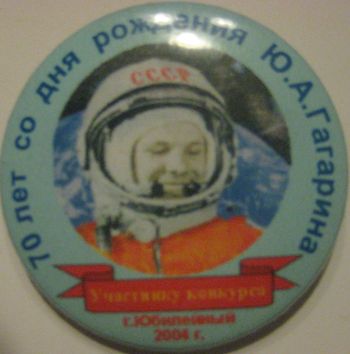 70 лет со дня рождения Ю.А.Гагарина
СССР
Участнику конкурса
г.Юбилейный
2004 г.